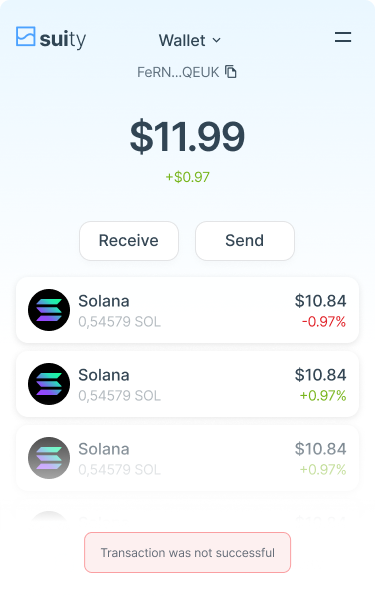 suity
Wallet
FeRN...QEUK
$11.99
+$0.97
Receive
Send
Solana
$10.84
0,54579 SOL
-0.97%
Solana
$10.84
0,54579 SOL
+0.97%
Solana
$10.84
0,54579 SOL
+0.97%
Transaction was not successful